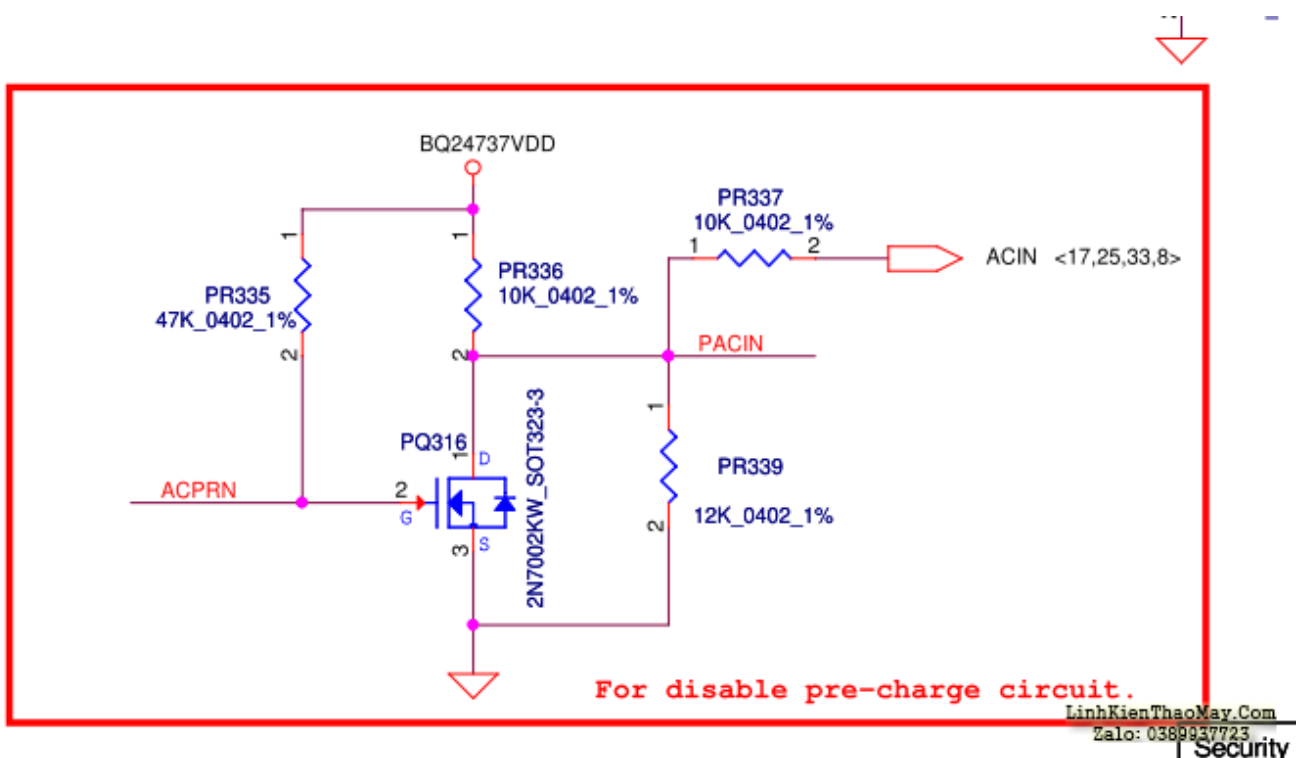 BQ24737VDD
PR337
10K_0402_1%
1
2
ACIN <17,25,33,8>
1
1
PR335
47K_0402_1%
PR336
10K_0402_1%
2
2
PACIN
1
PQ316
1
D
2N7002KW_SOT323-3
PR339
12K_0402_1%
ACPRN
2
G
3
S
2
For disable pre-charge circuit.
LinhKienThaoMay.Com
Zalo: 0389937723
Security